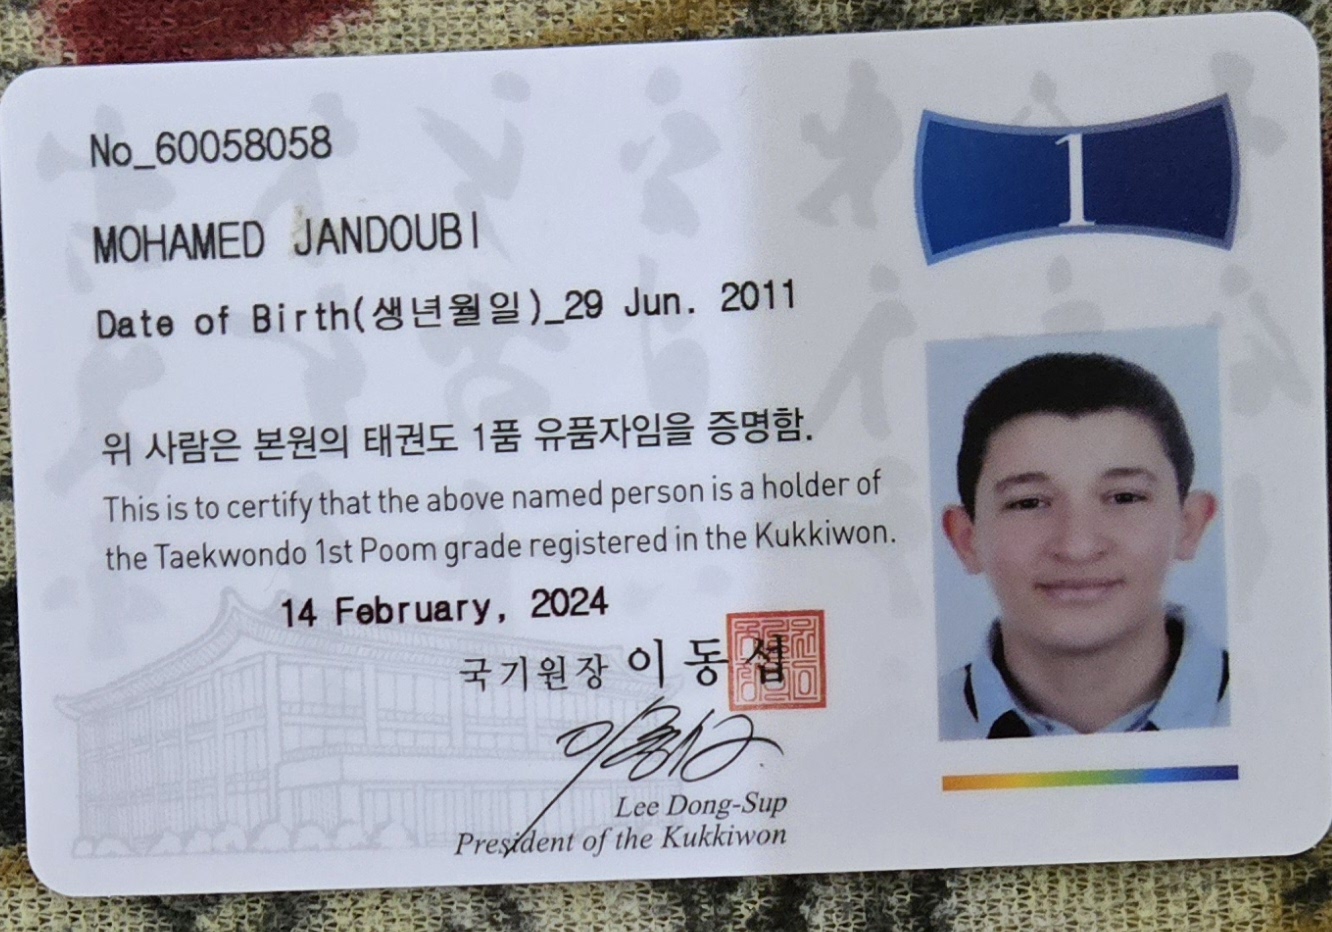 No_60058058
1
MOHAMED JANDOUBI
Date of Birth(생년월일)_29 Jun. 2011
위 사람은 본원의 태권도 1품 유품자임을 증명함.
This is to certify that the above named person is a holder of
the Taekwondo 1st Poom grade registered in the Kukkiwon.
14 February, 2024
국기원장 이동섭
Lee Dong-Sup
President of the Kukkiwon